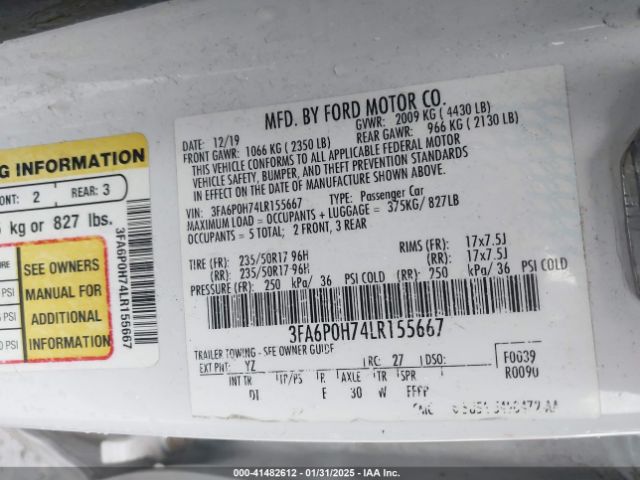 G INFORMATION
ONT: 2 REAR: 3
kg or 827 lbs.
SEE OWNERS
MANUAL FOR
ADDITIONAL
INFORMATION
PSI
PSI
PSI
3FA6P0H74LR155667
MFD. BY FORD MOTOR CO.
DATE: 12/19 GVWR: 2009 KG ( 4430 LB)
FRONT GAWR: 1066 KG ( 2350 LB) REAR GAWR: 966 KG ( 2130 LB)
THIS VEHICLE CONFORMS TO ALL APPLICABLE FEDERAL MOTOR
VEHICLE SAFETY, BUMPER, AND THEFT PREVENTION STANDARDS
IN EFFECT ON THE DATE OF MANUFACTURE SHOWN ABOVE.
VIN: 3FA6P0H74LR155667 TYPE: Passenger Car
MAXIMUM LOAD = OCCUPANTS + LUGGAGE = 375KG/ 827LB
OCCUPANTS = 5 TOTAL; 2 FRONT, 3 REAR
TIRE (FR): 235/50R17 96H RIMS (FR): 17x7.5J
(RR): 235/50R17 96H (RR): 17x7.5J
PRESSURE (FR): 250 kPa/ 36 PSI COLD (RR): 250 kPa/ 36 PSI COLD
3FA6P0H74LR155667
TRAILER TOWING - SEE OWNER GUIDE
EXT PNT: YZ RC: 27 DSO: F0039
INT TR TP/PS R AXLE TR SPR R0090
DI 30 W
00-41482612 - 01/31/2025 - IAA Inc.